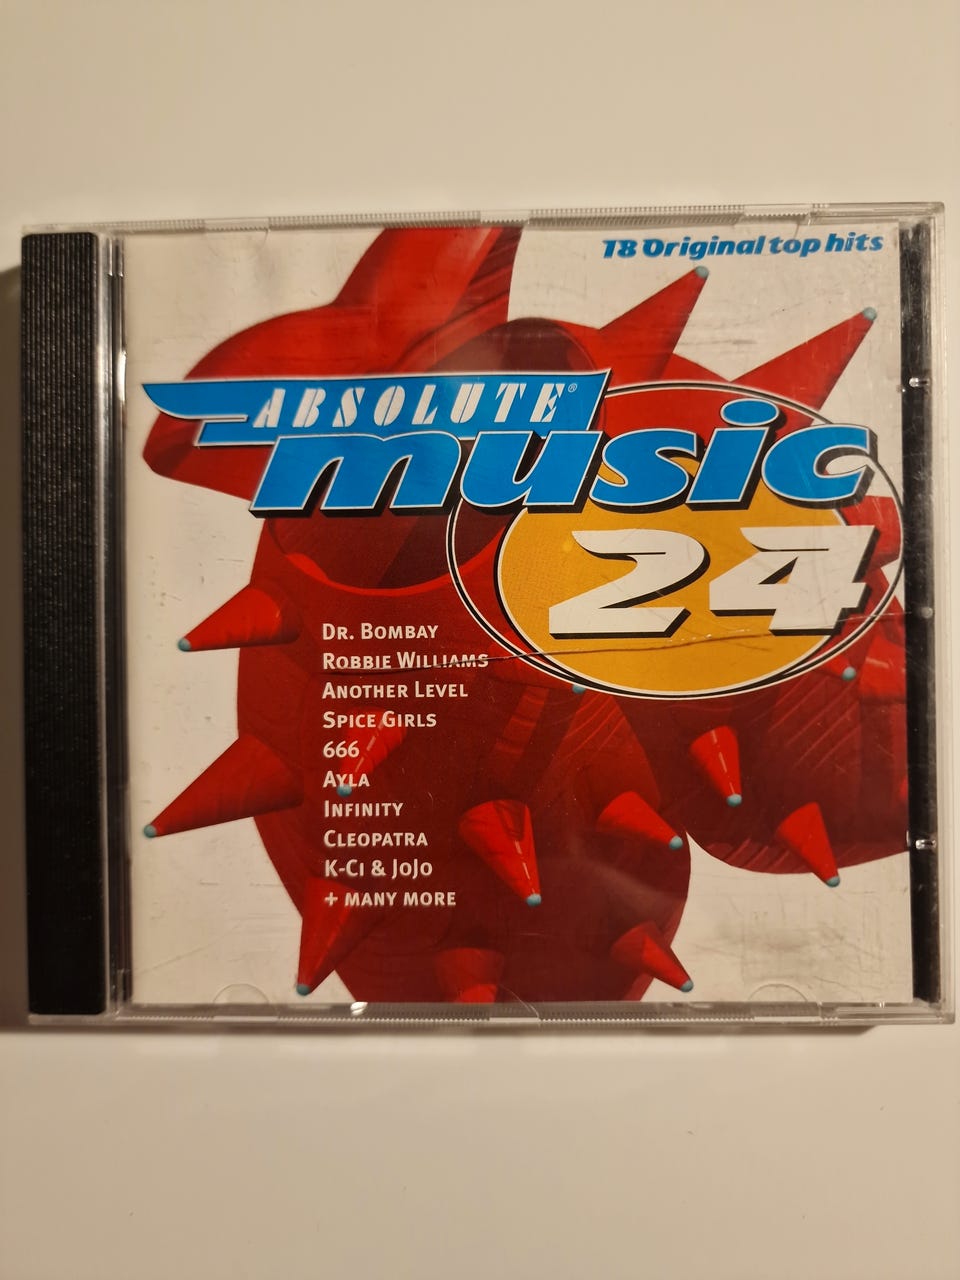 18 Original top hits
ABSOLUTE®
music
24
DR. BOMBAY
ROBBIE WILLIAMS
ANOTHER LEVEL
SPICE GIRLS
666
AYLA
INFINITY
CLEOPATRA
K-CI & JOJO
+ MANY MORE